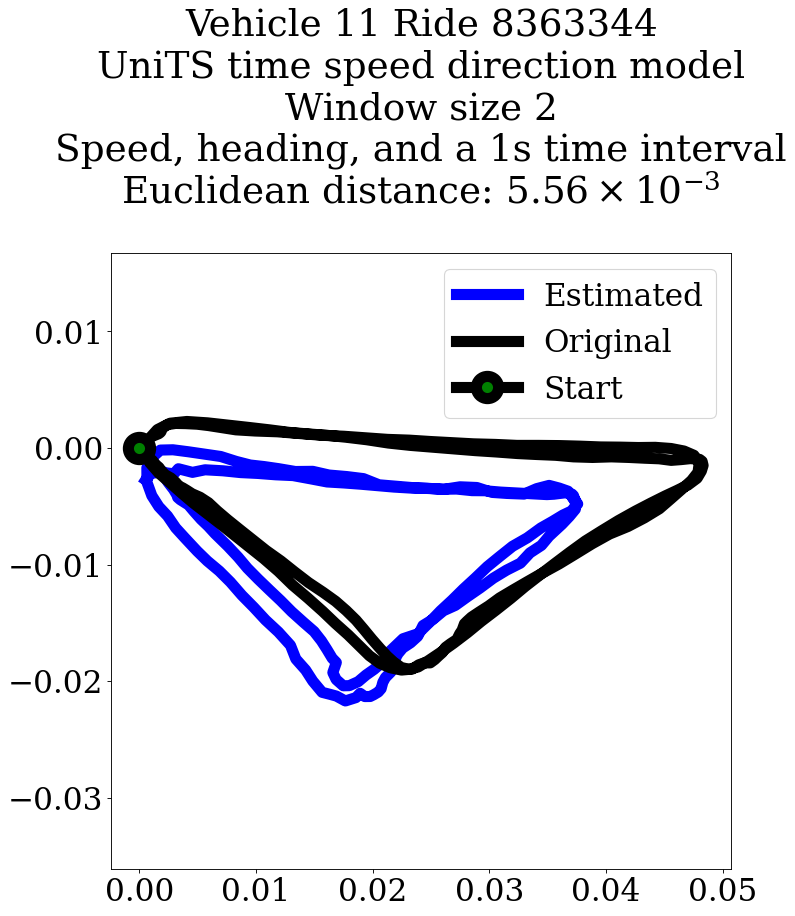 Vehicle 11 Ride 8363344
UniTS time speed direction model
Window size 2
Speed, heading, and a 1s time interval
Euclidean distance: 5.56 × 10⁻³
Estimated
Original
Start
0.01
0.00
−0.01
−0.02
−0.03
0.00 0.01 0.02 0.03 0.04 0.05